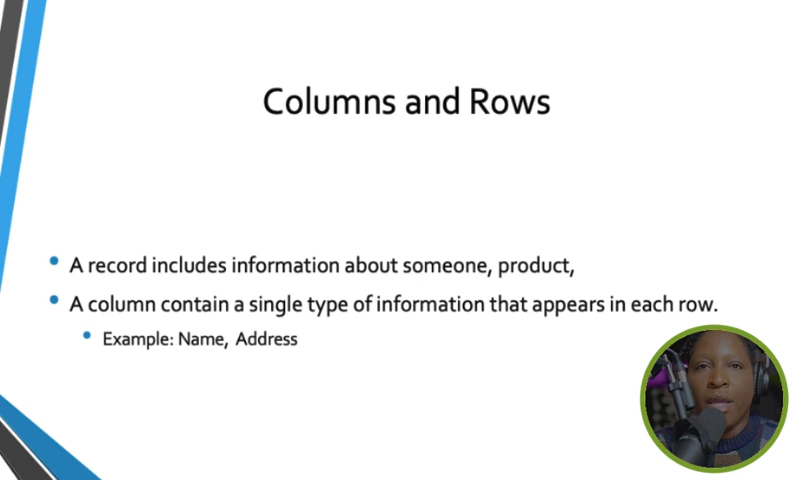 Columns and Rows
A record includes information about someone, product,
A column contain a single type of information that appears in each row.
Example: Name, Address